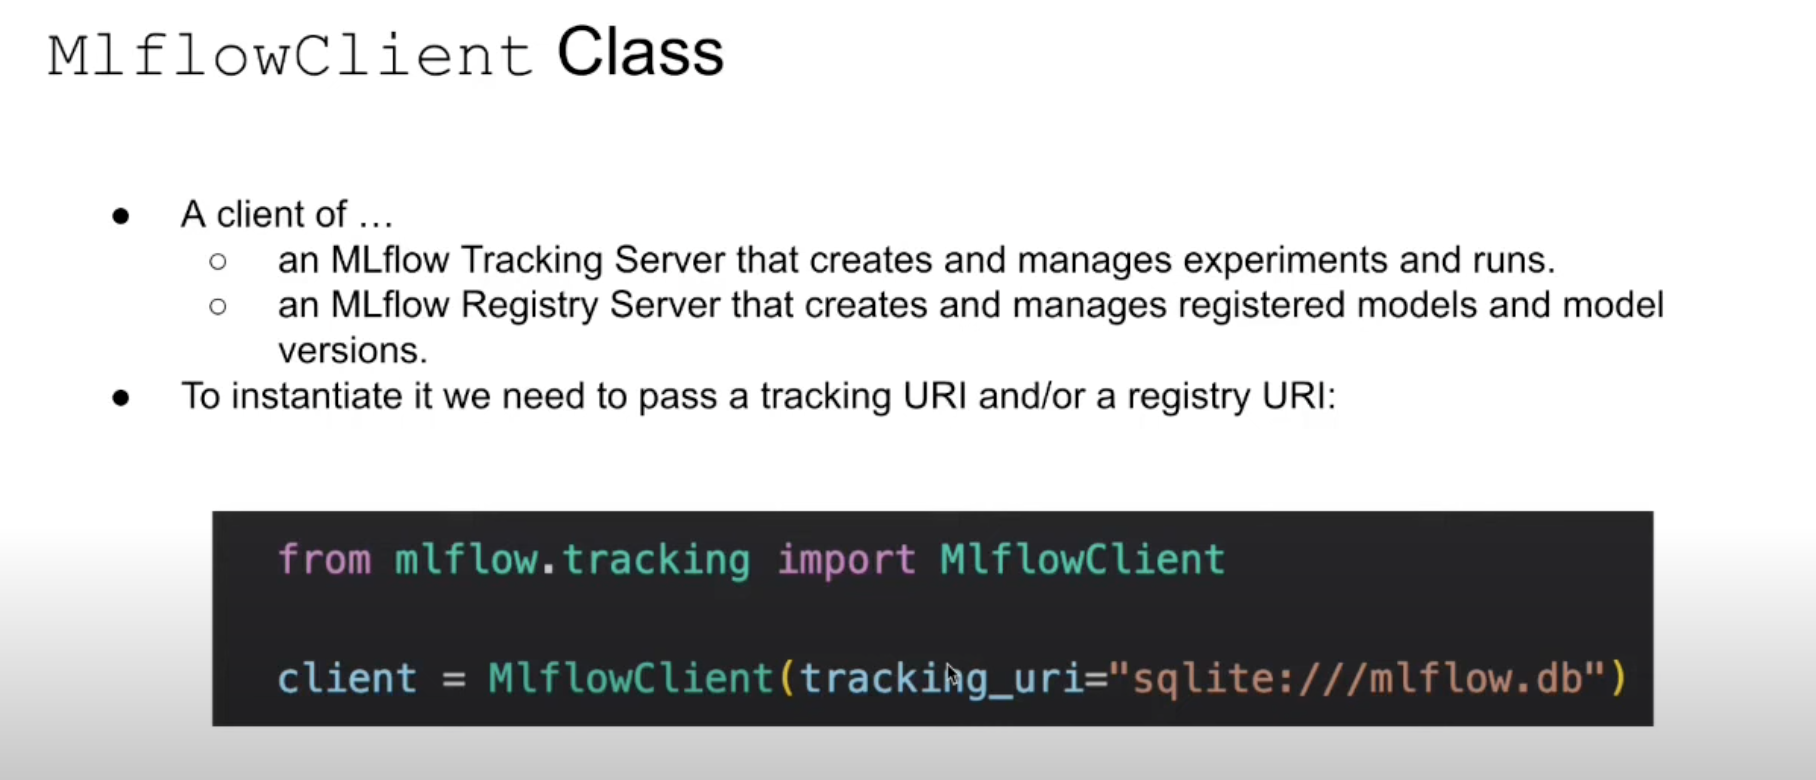 MlflowClient Class
● A client of …
○ an MLflow Tracking Server that creates and manages experiments and runs.
○ an MLflow Registry Server that creates and manages registered models and model
versions.
● To instantiate it we need to pass a tracking URI and/or a registry URI:
from mlflow.tracking import MlflowClient
client = MlflowClient(tracking_uri="sqlite:///mlflow.db")